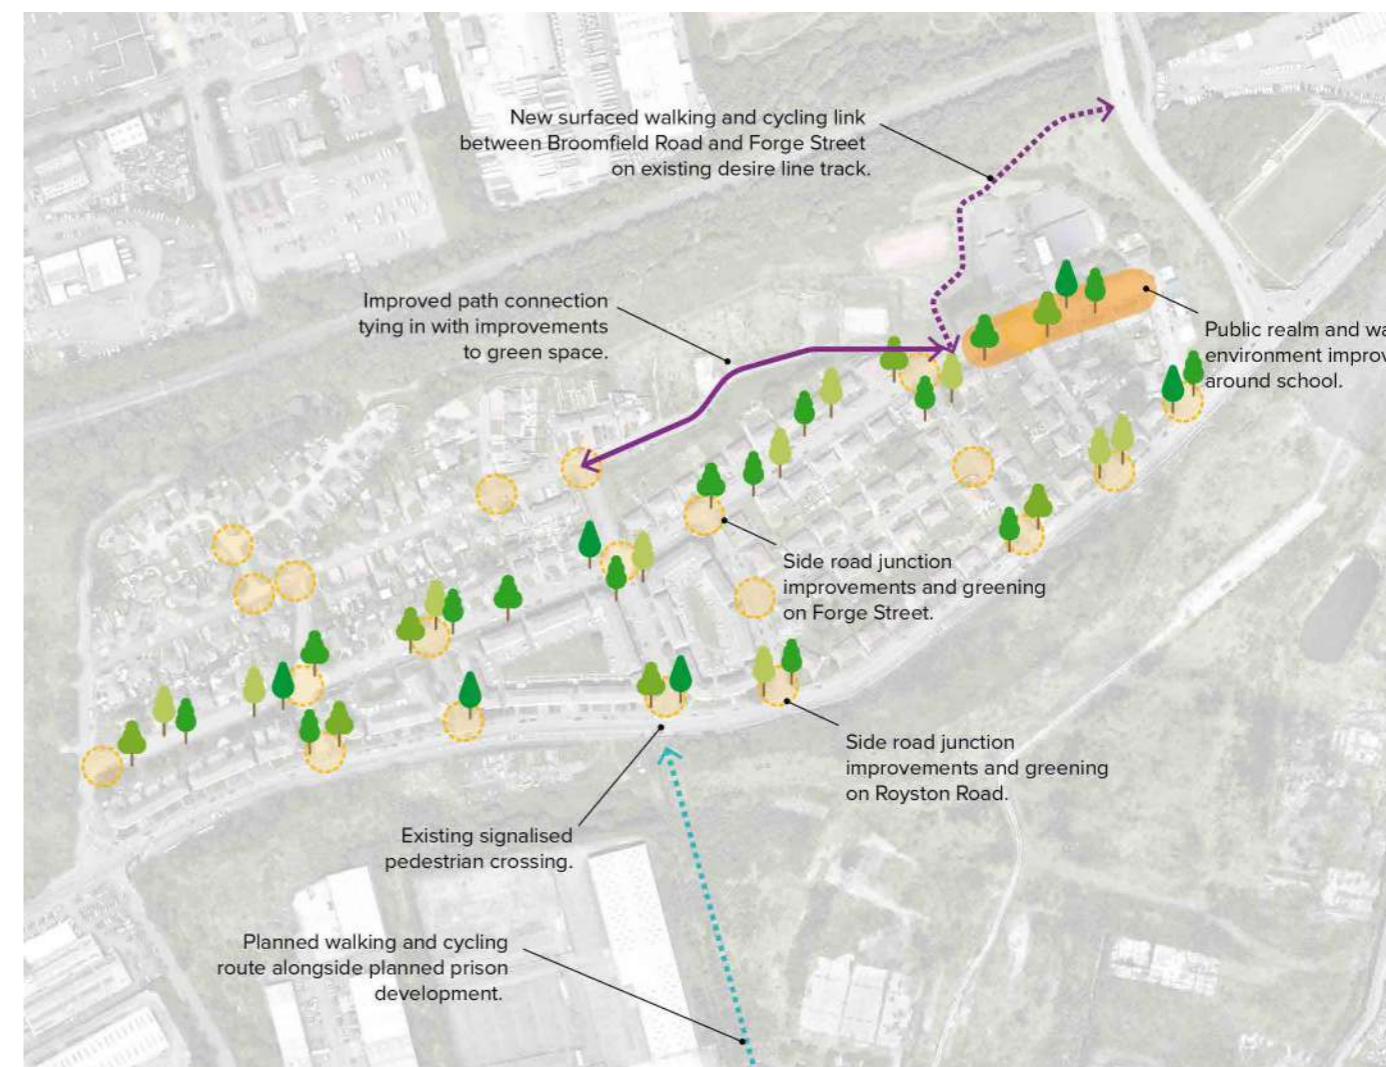 New surfaced walking and cycling link
between Broomfield Road and Forge Street
on existing desire line track.
Improved path connection
tying in with improvements
to green space.
Public realm and
environment
around school.
Side road junction
improvements and greening
on Forge Street.
Side road junction
improvements and greening
on Royston Road.
Existing signalised
pedestrian crossing.
Planned walking and cycling
route alongside planned prison
development.